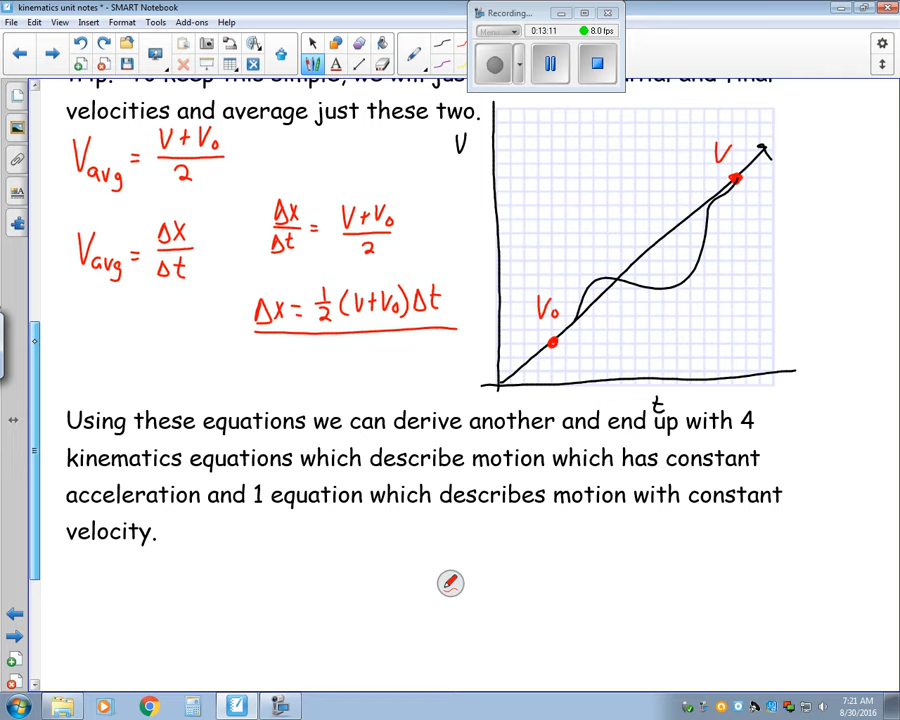 kinematics unit notes * - SMART Notebook
File Edit View Insert Format Tools Add-ons Help
Recording...
Menu 0:13:11 8.0 fps
velocities and average just these two.
Vavg = V + V₀ / 2
Vavg = Δx / Δt
Δx / Δt = V + V₀ / 2
Δx = 1/2 (V + V₀) Δt
V
V
V₀
t
Using these equations we can derive another and end up with 4
kinematics equations which describe motion which has constant
acceleration and 1 equation which describes motion with constant
velocity.
7:21 AM
8/30/2016